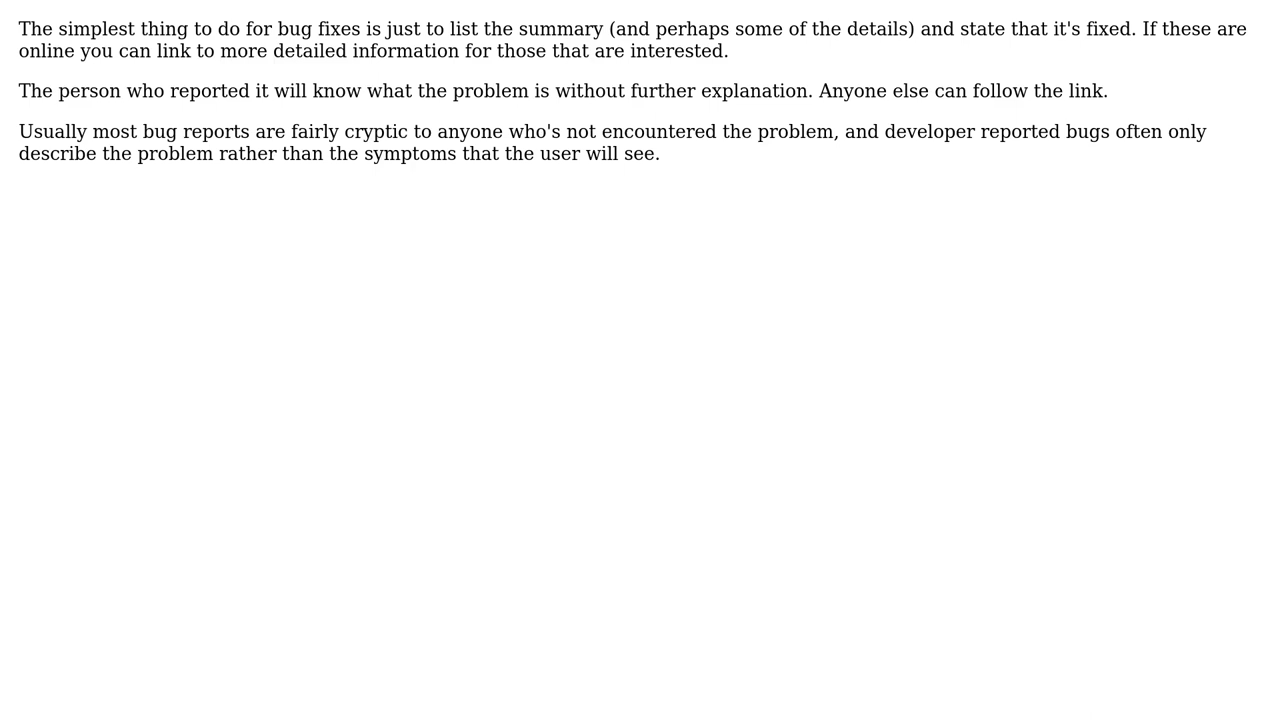 The simplest thing to do for bug fixes is just to list the summary (and perhaps some of the details) and state that it's fixed. If these are
online you can link to more detailed information for those that are interested.
The person who reported it will know what the problem is without further explanation. Anyone else can follow the link.
Usually most bug reports are fairly cryptic to anyone who's not encountered the problem, and developer reported bugs often only
describe the problem rather than the symptoms that the user will see.